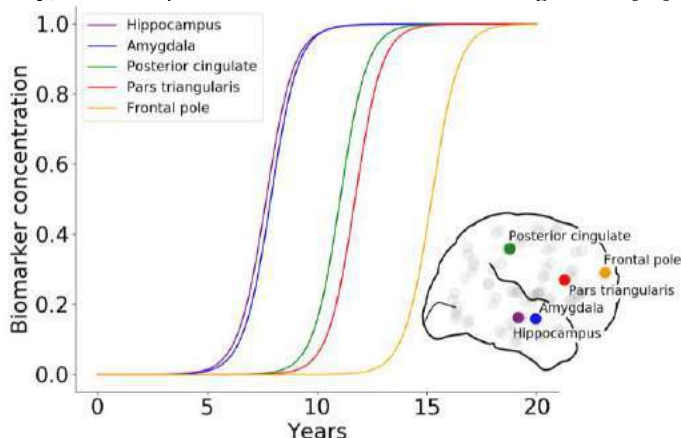 Hippocampus
Amygdala
Posterior cingulate
Pars triangularis
Frontal pole
Biomarker concentration
1.0
0.8
0.6
0.4
0.2
0.0
0
5
10
15
20
Years
Posterior cingulate
Frontal pole
Pars triangularis
Amygdala
Hippocampus